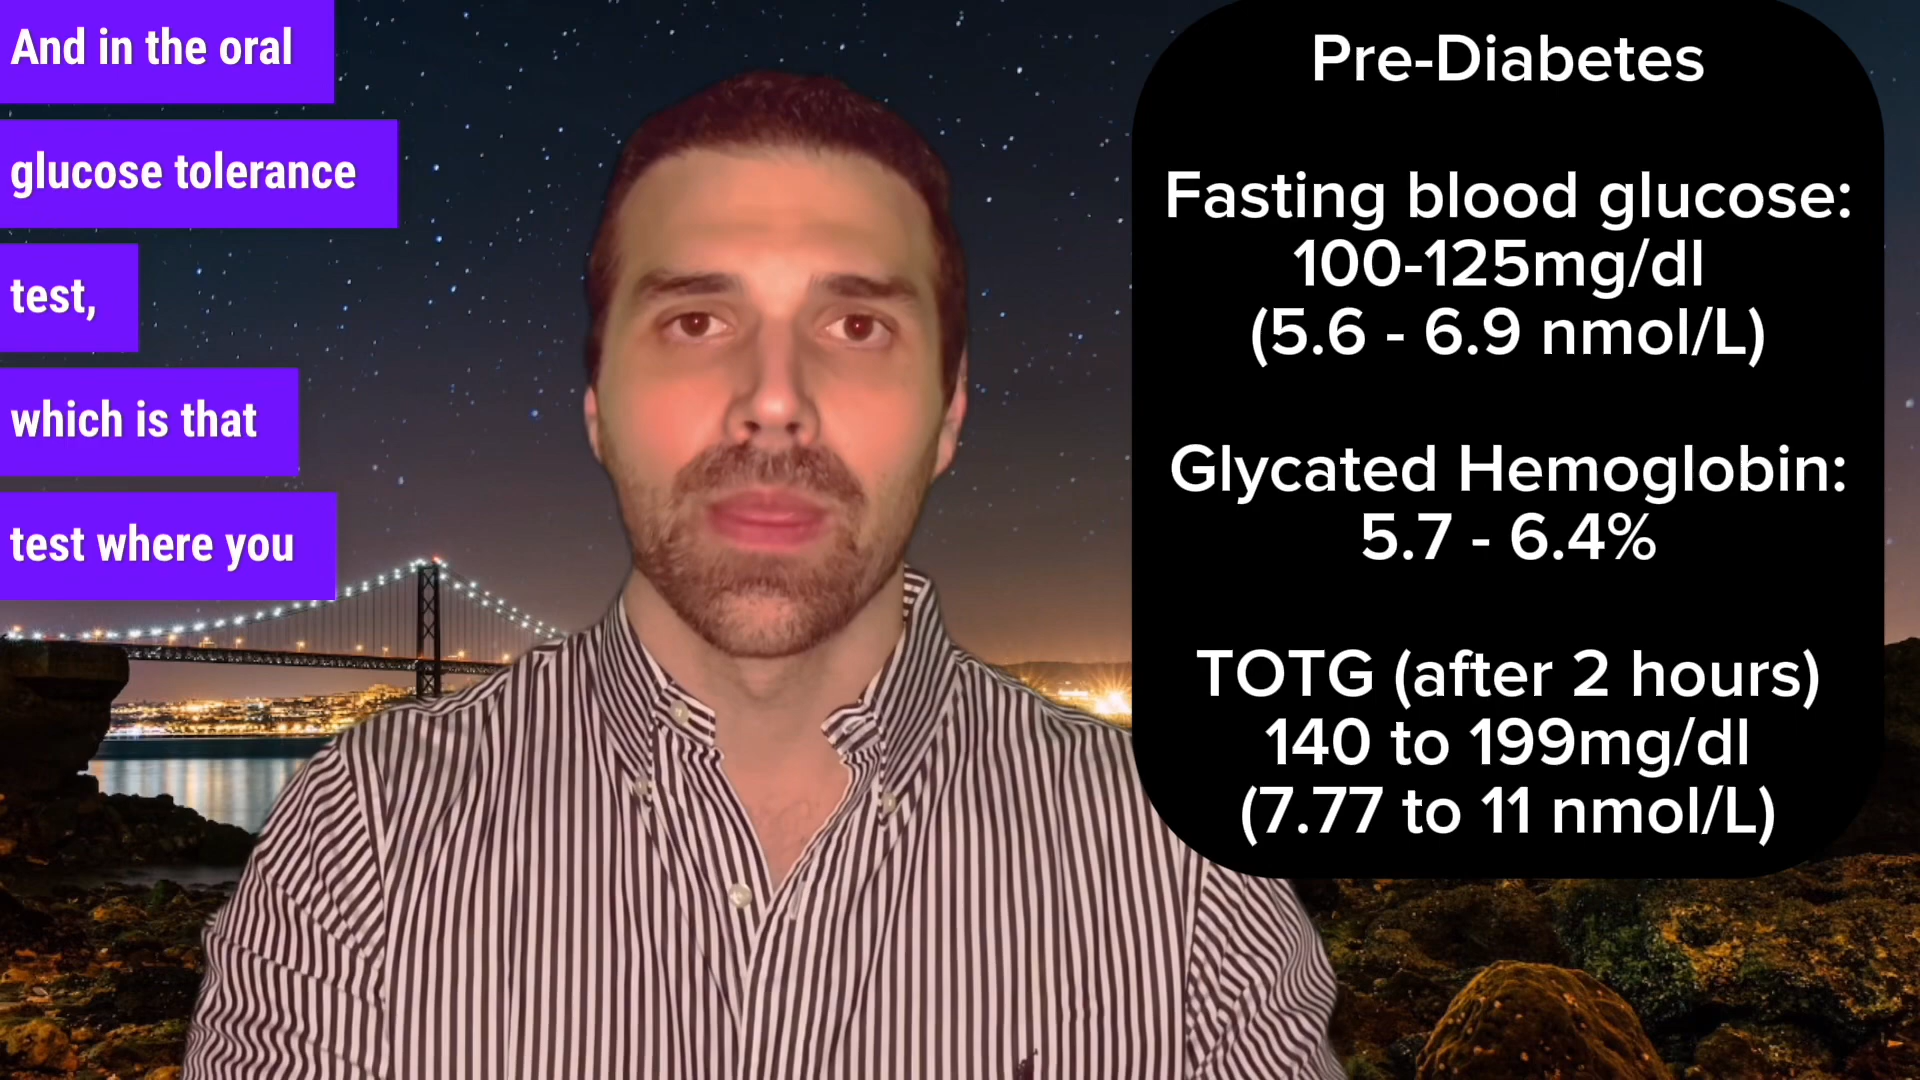 And in the oral
glucose tolerance
test,
which is that
test where you
Pre-Diabetes
Fasting blood glucose:
100-125mg/dl
(5.6 - 6.9 nmol/L)
Glycated Hemoglobin:
5.7 - 6.4%
TOTG (after 2 hours)
140 to 199mg/dl
(7.77 to 11 nmol/L)